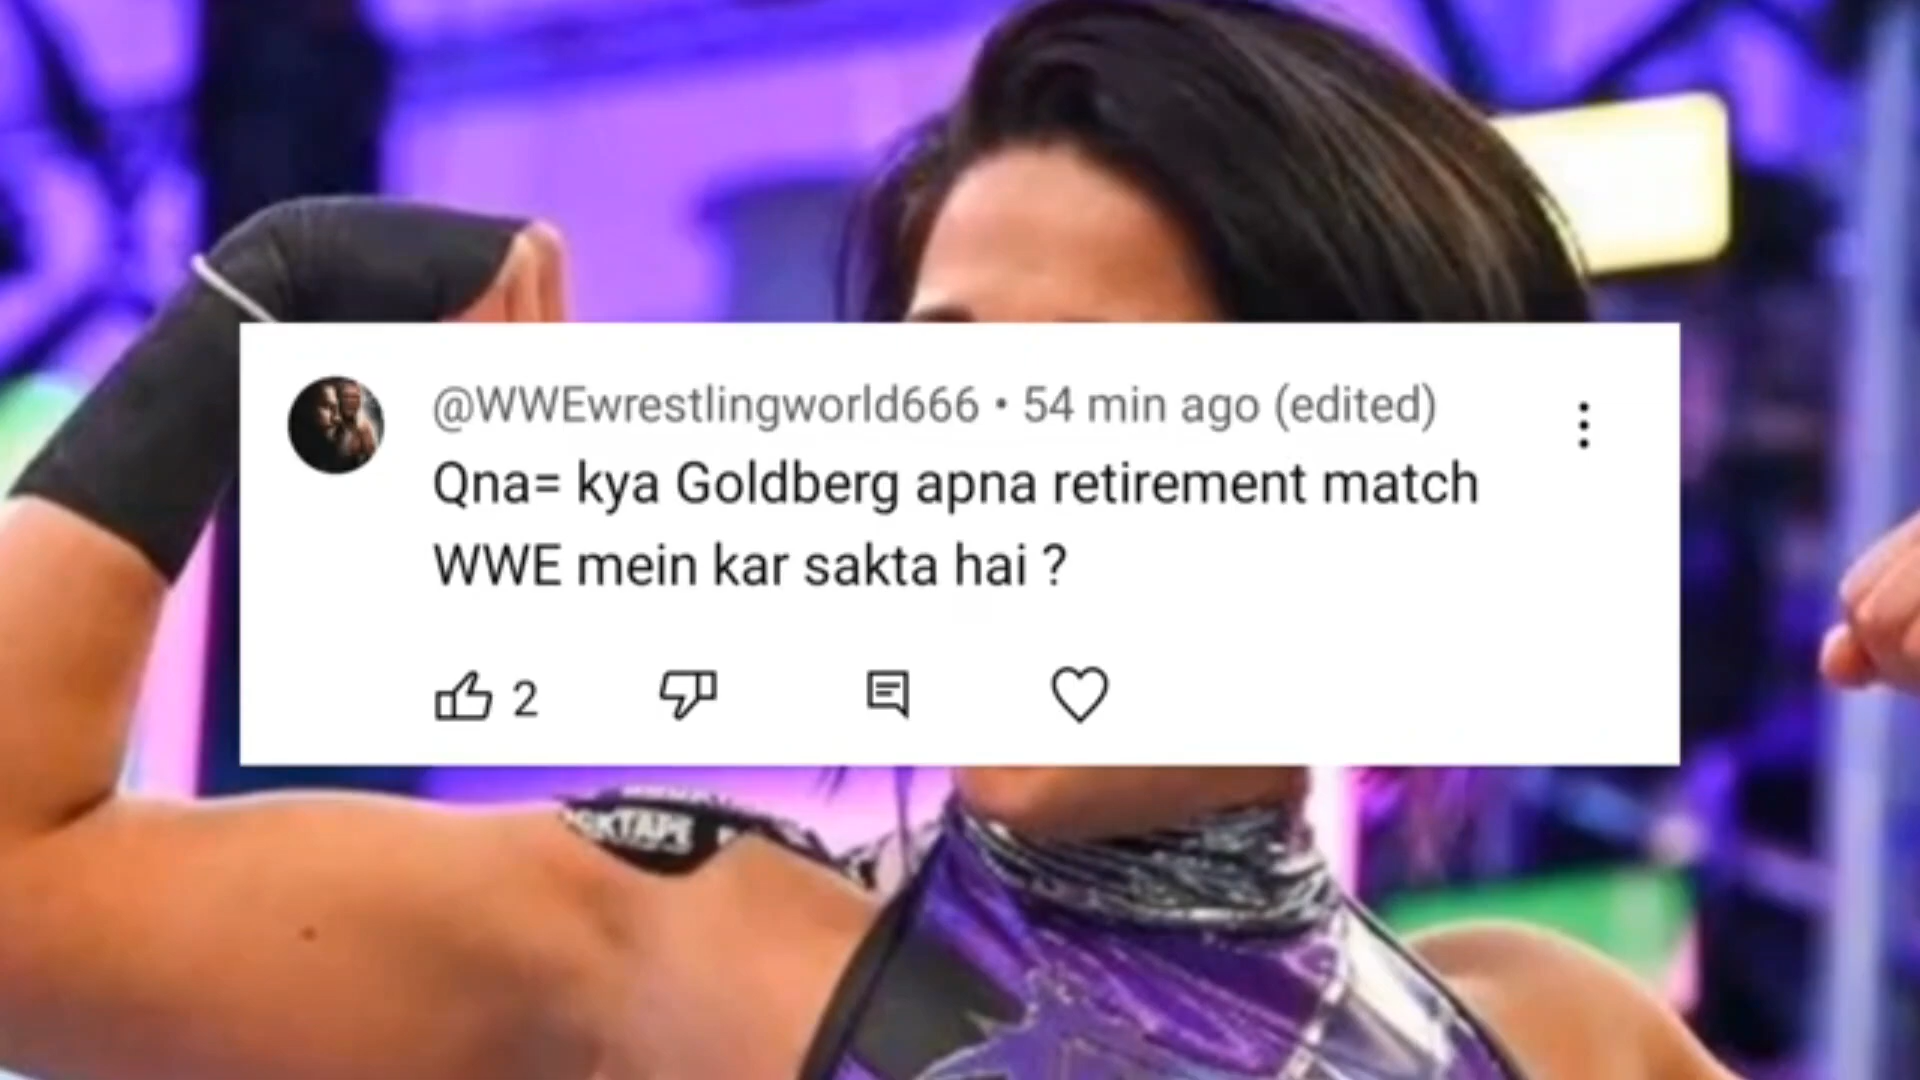 @WWEwrestlingworld666 • 54 min ago (edited)
Qna= kya Goldberg apna retirement match
WWE mein kar sakta hai ?
2